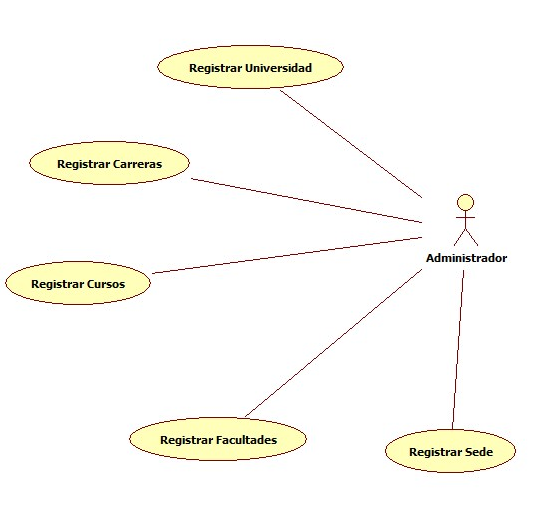 Registrar Universidad
Registrar Carreras
Administrador
Registrar Cursos
Registrar Facultades
Registrar Sede